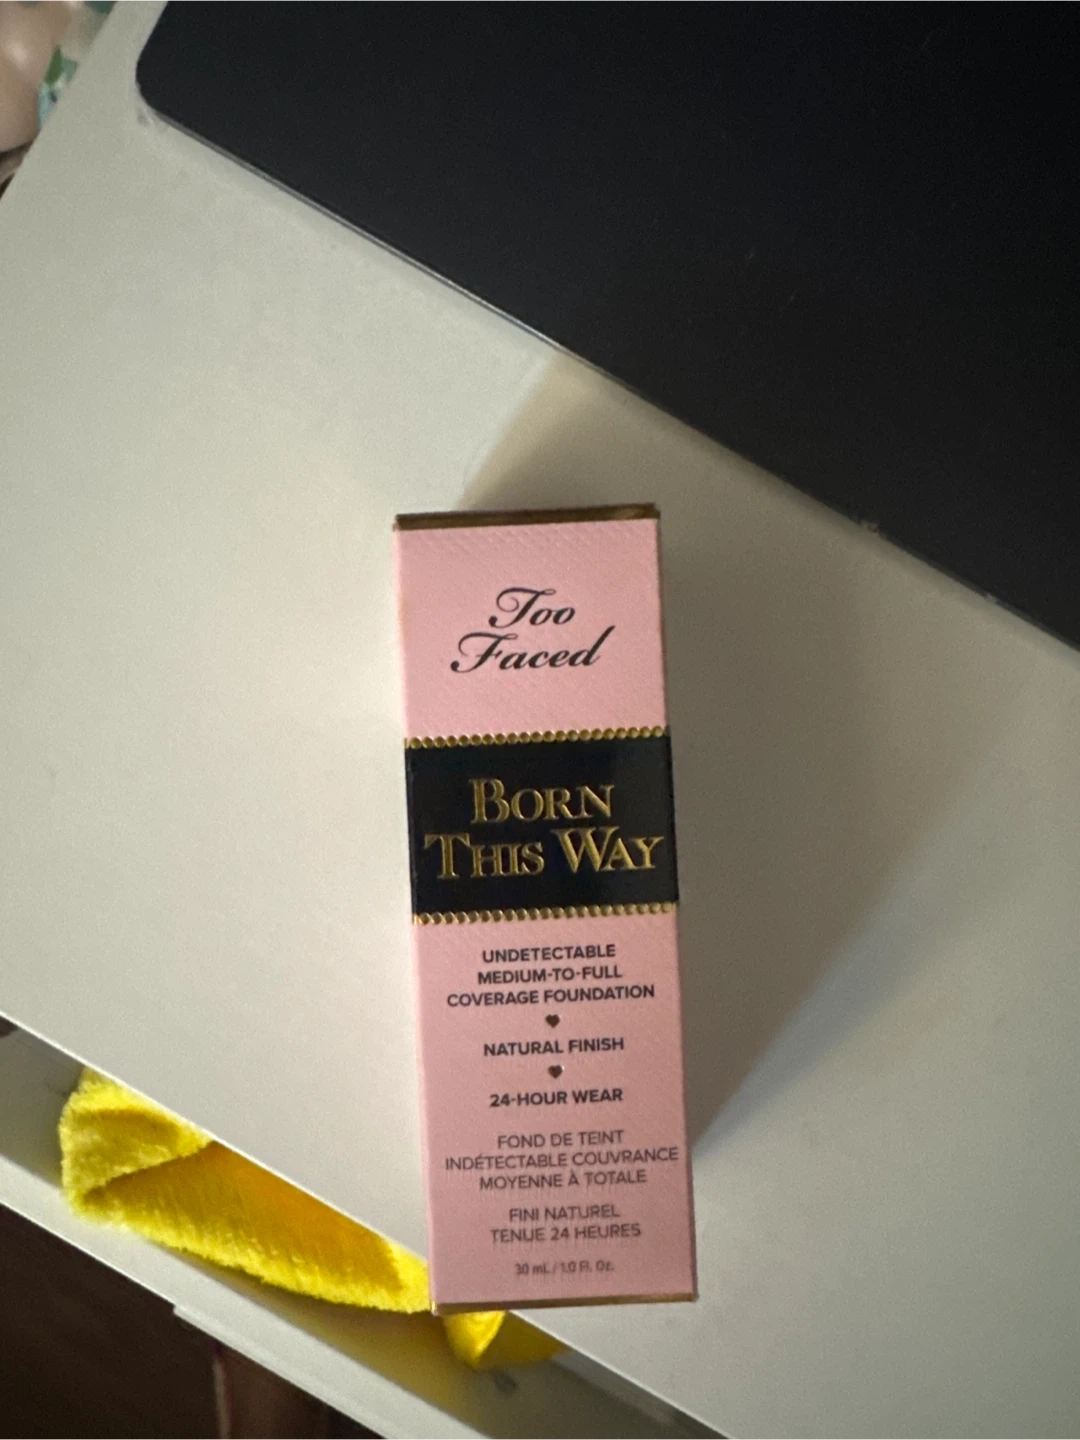 Too
Faced
BORN
THIS WAY
UNDETECTABLE
MEDIUM-TO-FULL
COVERAGE FOUNDATION
NATURAL FINISH
24-HOUR WEAR
FOND DE TEINT
INDÉTECTABLE COUVRANCE
MOYENNE À TOTALE
FINI NATUREL
TENUE 24 HEURES
30 mL / 1.0 Fl. Oz.